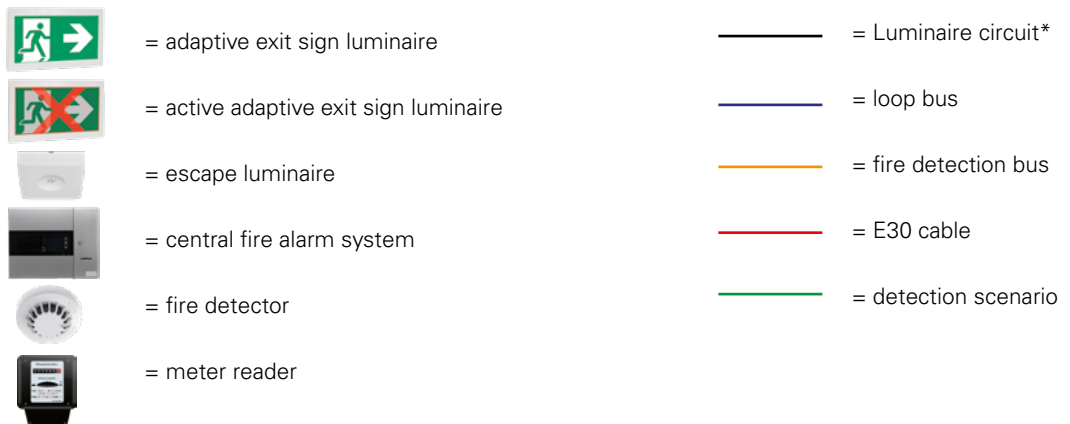 = adaptive exit sign luminaire
= active adaptive exit sign luminaire
= escape luminaire
= central fire alarm system
= fire detector
= meter reader
= Luminaire circuit*
= loop bus
= fire detection bus
= E30 cable
= detection scenario